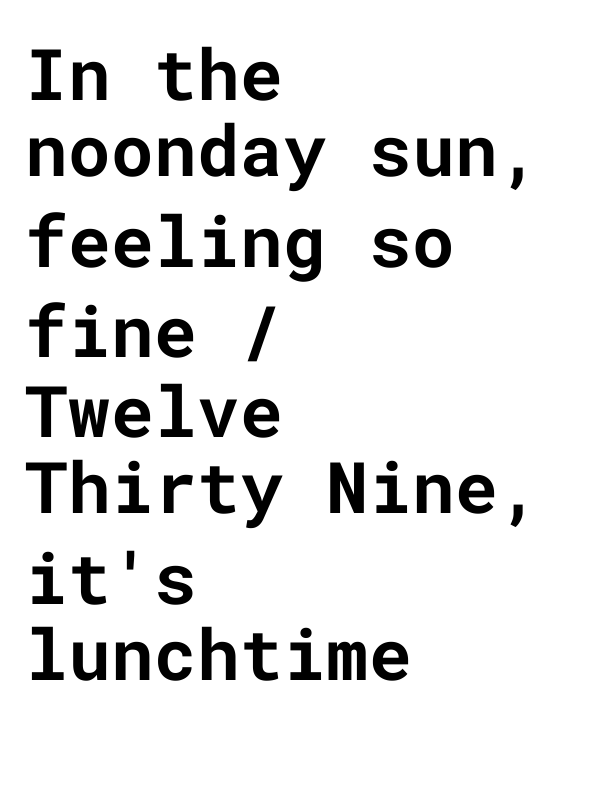 In the
noonday sun,
feeling so
fine /
Twelve
Thirty Nine,
it's
lunchtime